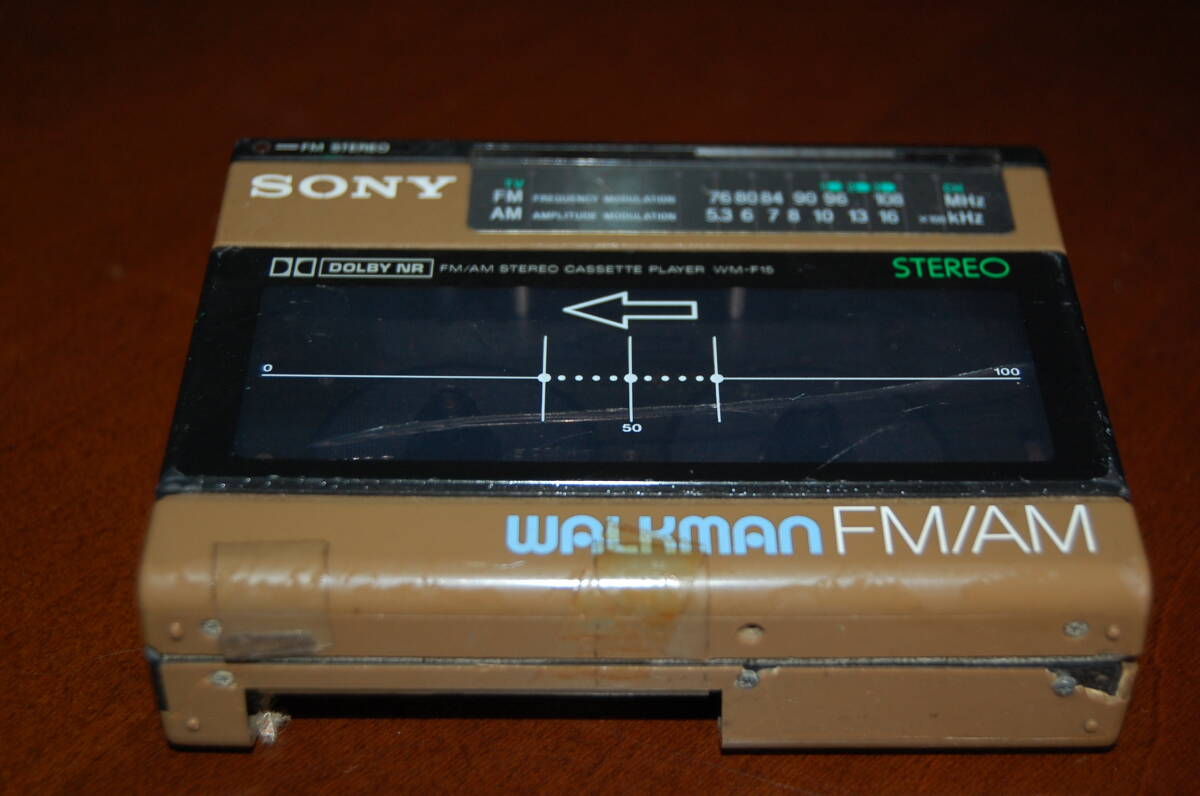 FM STEREO
SONY
TV CH
FM FREQUENCY MODULATION 76 80 84 90 96 108 MHz
AM AMPLITUDE MODULATION 5.3 6 7 8 10 13 16 kHz
DOLBY NR FM/AM STEREO CASSETTE PLAYER WM-F15 STEREO
0 100
50
WALKMAN FM/AM